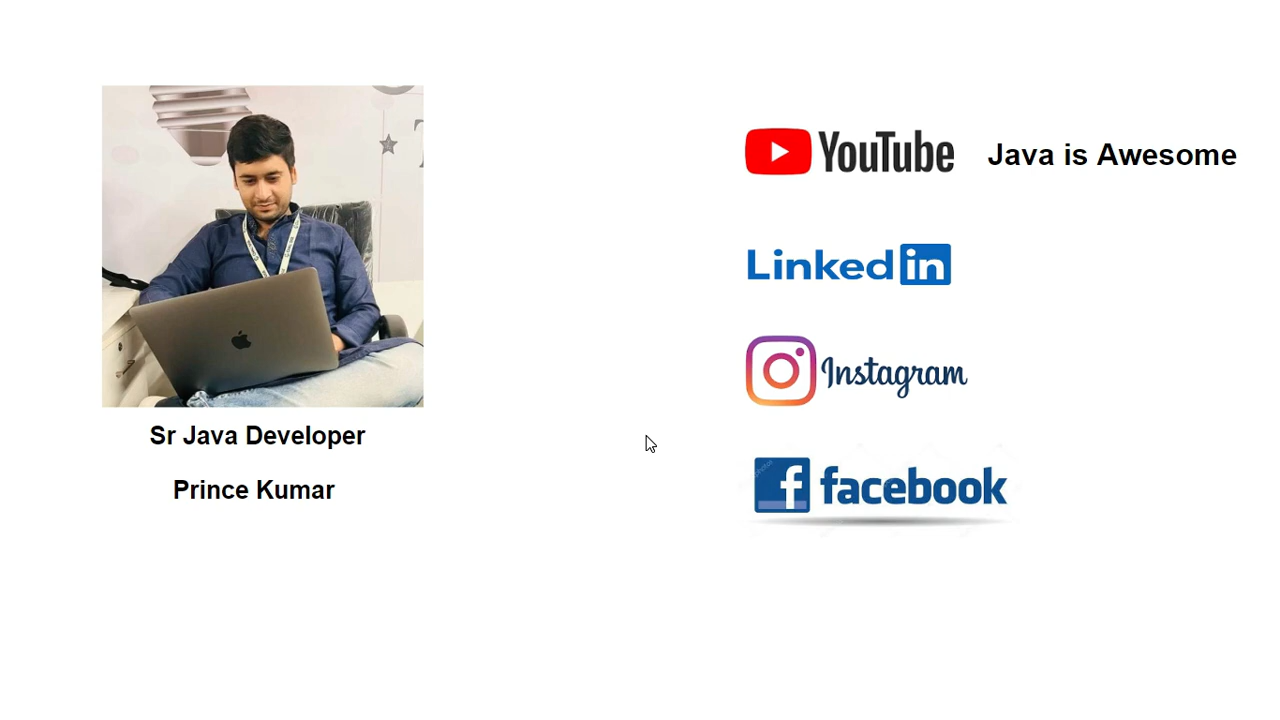 YouTube Java is Awesome
Linkedin
Instagram
facebook
Sr Java Developer
Prince Kumar